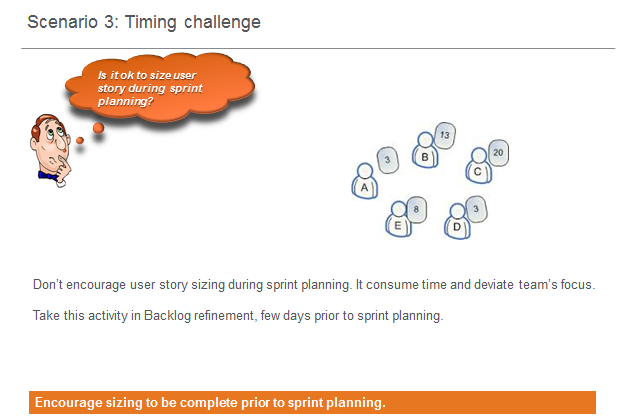 Scenario 3: Timing challenge
Is it ok to size user
story during sprint
planning?
13
3
B
20
C
A
8
3
E
D
Don't encourage user story sizing during sprint planning. It consume time and deviate team's focus.
Take this activity in Backlog refinement, few days prior to sprint planning.
Encourage sizing to be complete prior to sprint planning.